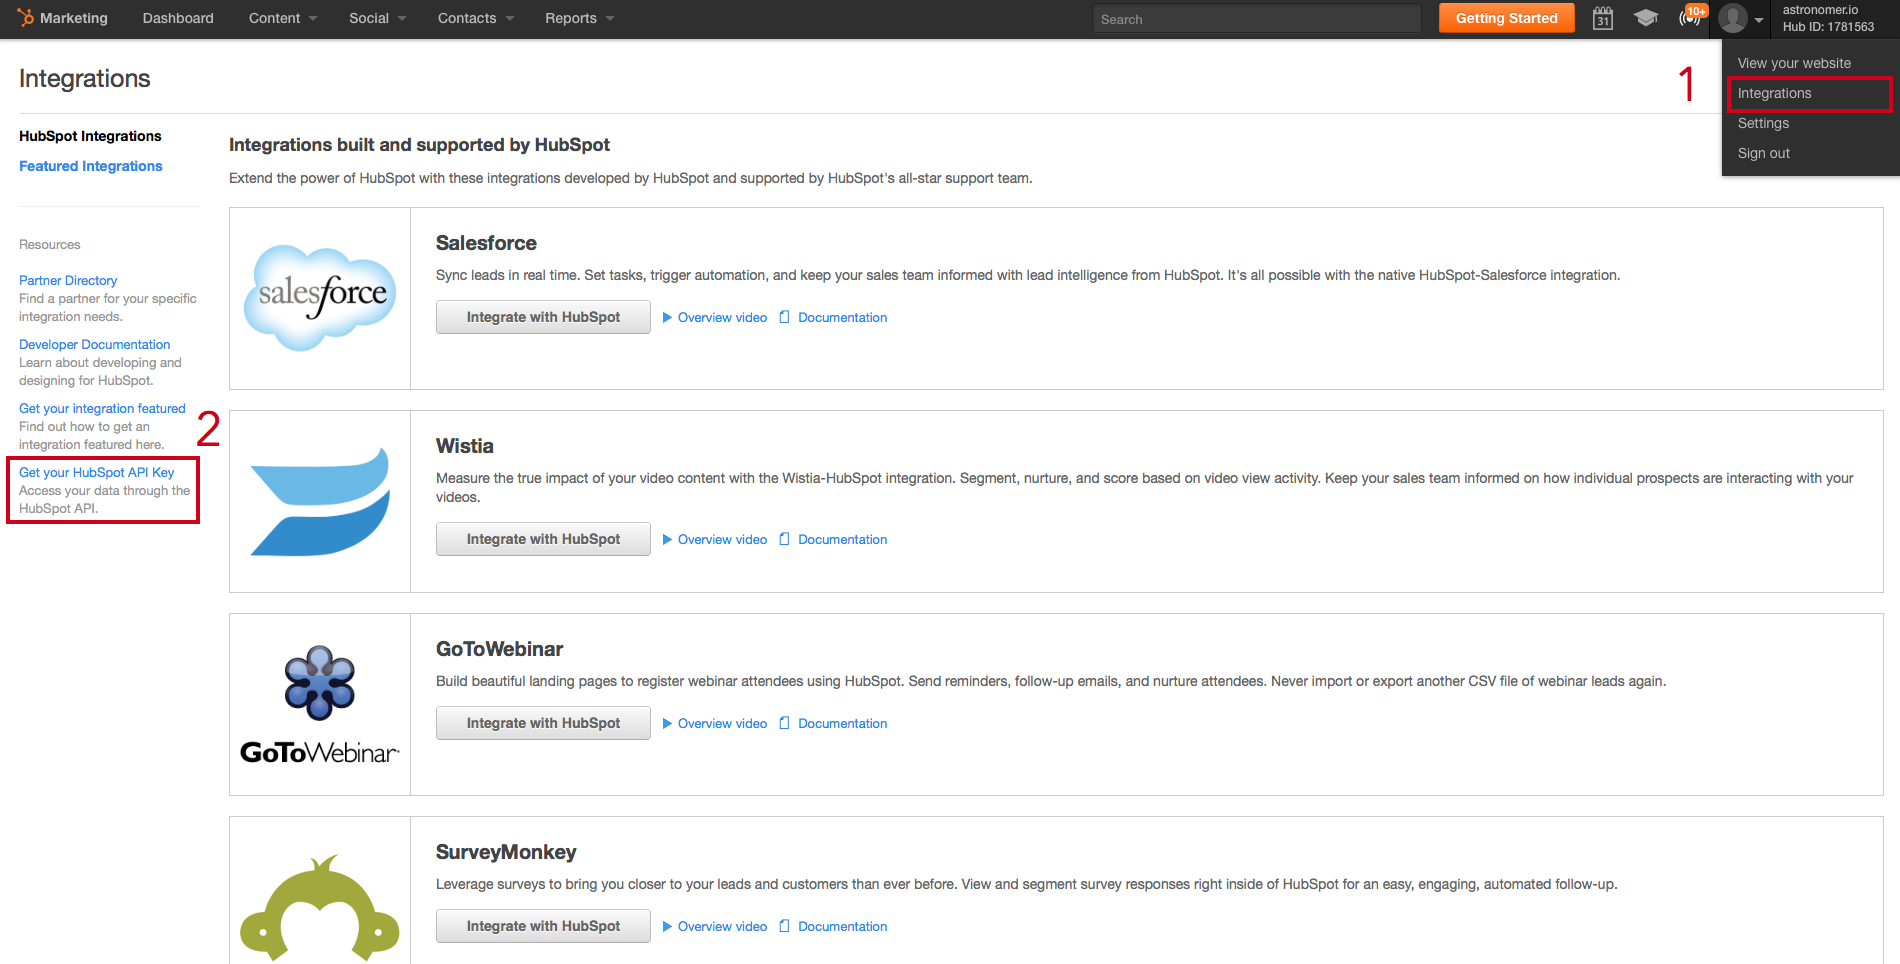 Marketing Dashboard Content Social Contacts Reports Search Getting Started 31 10+ astronomer.io
Hub ID: 1781563
View your website
Integrations
Settings
Sign out
1
Integrations
HubSpot Integrations
Featured Integrations
Resources
Partner Directory
Find a partner for your specific
integration needs.
Developer Documentation
Learn about developing and
designing for HubSpot.
Get your integration featured
Find out how to get an
integration featured here.
2
Get your HubSpot API Key
Access your data through the
HubSpot API.
Integrations built and supported by HubSpot
Extend the power of HubSpot with these integrations developed by HubSpot and supported by HubSpot's all-star support team.
salesforce
Salesforce
Sync leads in real time. Set tasks, trigger automation, and keep your sales team informed with lead intelligence from HubSpot. It's all possible with the native HubSpot-Salesforce integration.
Integrate with HubSpot Overview video Documentation
Wistia
Measure the true impact of your video content with the Wistia-HubSpot integration. Segment, nurture, and score based on video view activity. Keep your sales team informed on how individual prospects are interacting with your
videos.
Integrate with HubSpot Overview video Documentation
GoToWebinar
GoToWebinar
Build beautiful landing pages to register webinar attendees using HubSpot. Send reminders, follow-up emails, and nurture attendees. Never import or export another CSV file of webinar leads again.
Integrate with HubSpot Overview video Documentation
SurveyMonkey
Leverage surveys to bring you closer to your leads and customers than ever before. View and segment survey responses right inside of HubSpot for an easy, engaging, automated follow-up.
Integrate with HubSpot Overview video Documentation